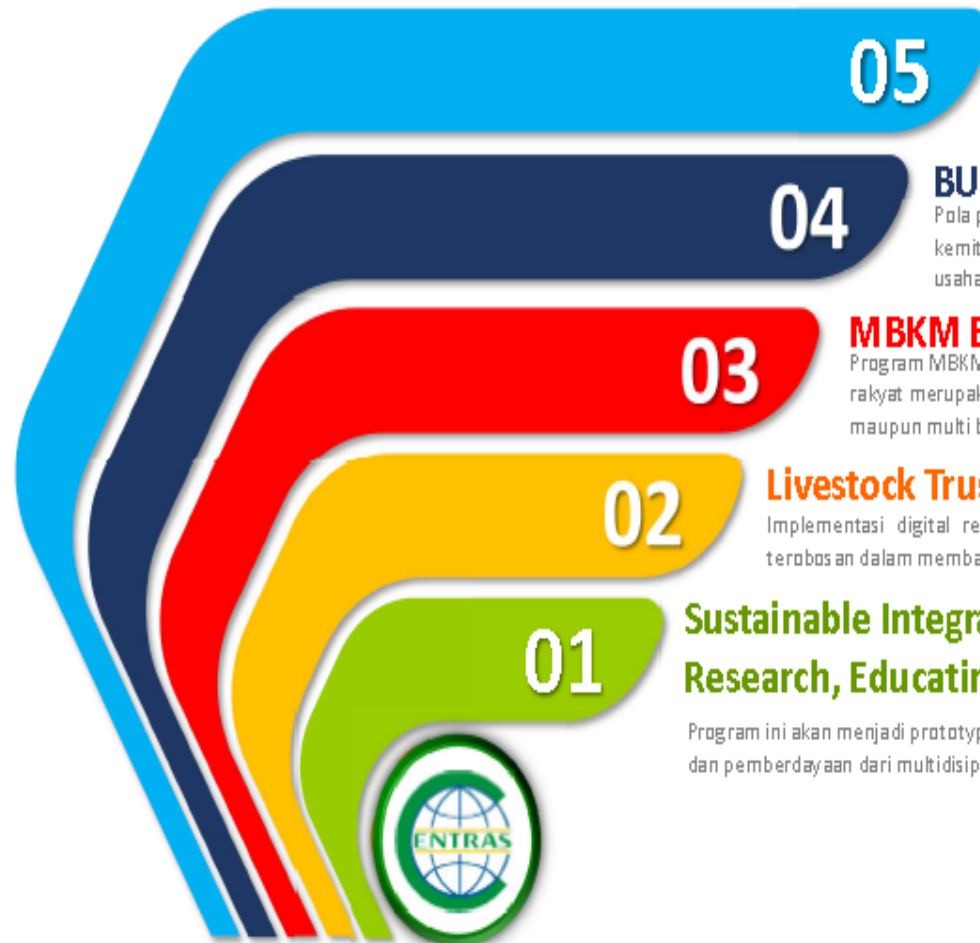 05
04
BU
Pola p
kemit
usaha
03
MBKM E
Program MBKM
rakyat merupak
maupun multi b
02
Livestock Trus
Implementasi digital re
terobosan dalam memba
01
Sustainable Integra
Research, Educatin
Program ini akan menjadi prototyp
dan pemberdayaan dari multidisip
CENTRAS